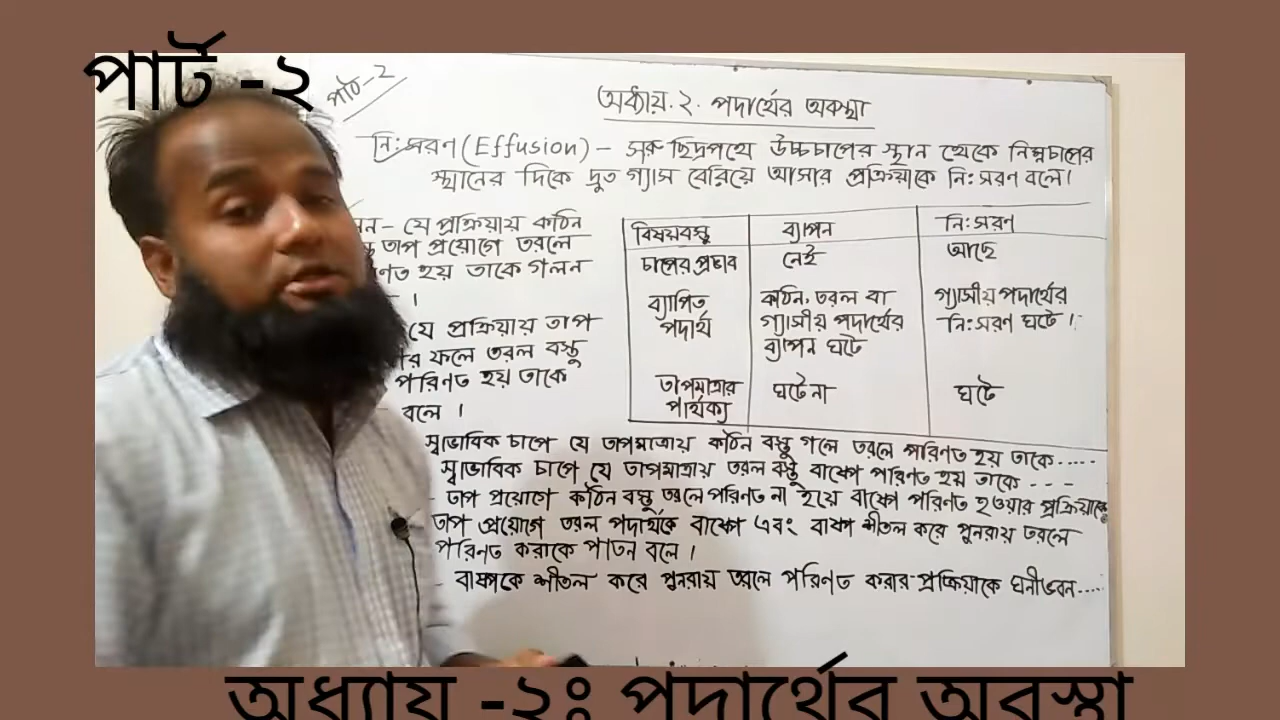 পার্ট -২
পাঠ-২
অধ্যায়.২. পদার্থের অবস্থা
নি:সরণ (Effusion) – সরু ছিদ্রপথে উচ্চচাপের স্থান থেকে নিম্নচাপের
স্থানের দিকে দ্রুত গ্যাস বেরিয়ে আসার প্রক্রিয়াকে নি:সরণ বলে।
যে প্রক্রিয়ায় কঠিন
তাপ প্রয়োগে তরলে
হয় তাকে গলন
।
যে প্রক্রিয়ায় তাপ
ফলে তরল বস্তু
পরিণত হয় তাকে
বলে ।
বিষয়বস্তু ব্যাপন নি:সরণ
চাপের প্রভাব নেই আছে
ব্যাপিত কঠিন, তরল বা গ্যাসীয় পদার্থের
পদার্থ গ্যাসীয় পদার্থের নি:সরণ ঘটে।
ব্যাপন ঘটে
তাপমাত্রার ঘটেনা ঘটে
পার্থক্য
স্বাভাবিক চাপে যে তাপমাত্রায় কঠিন বস্তু গলে তরলে পরিণত হয় তাকে.....
স্বাভাবিক চাপে যে তাপমাত্রায় তরল বস্তু বাষ্পে পরিণত হয় তাকে - - -
তাপ প্রয়োগে কঠিন বস্তু তরলে পরিণত না হয়ে বাষ্পে পরিণত হওয়ার প্রক্রিয়াকে
তাপ প্রয়োগে তরল পদার্থকে বাষ্পে এবং বাষ্প শীতল করে পুনরায় তরলে
পরিনত করাকে পাতন বলে ।
বাষ্পকে শীতল করে পুনরায় তরলে পরিণত করার প্রক্রিয়াকে ঘনীভবন....
অধ্যায় -২ঃ পদার্থের অবস্থা